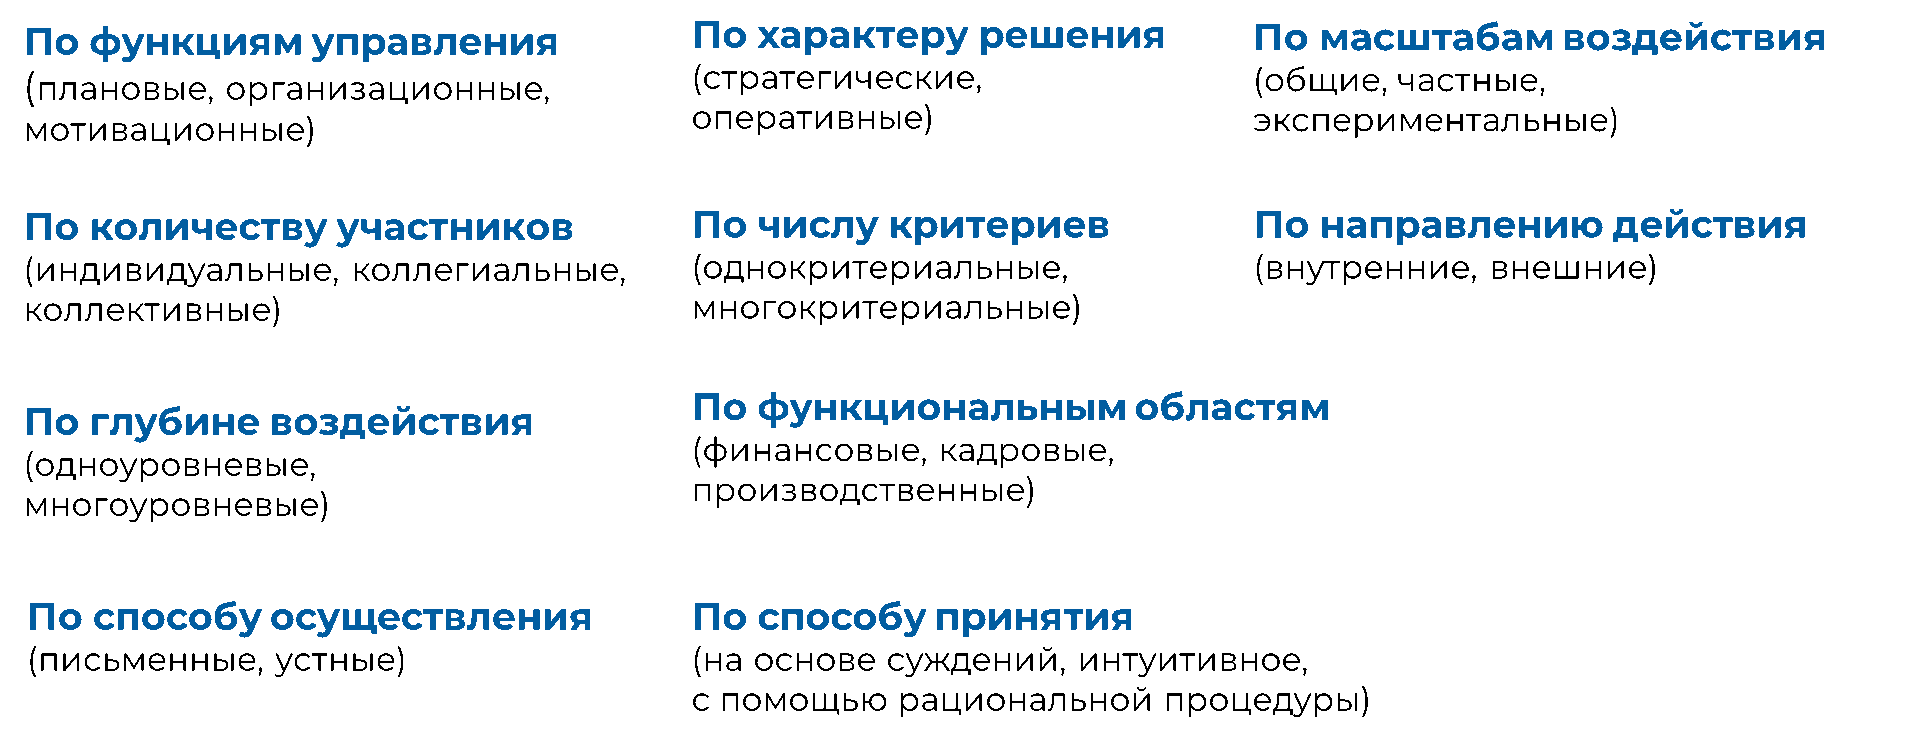 По функциям управления
(плановые, организационные,
мотивационные)
По характеру решения
(стратегические,
оперативные)
По масштабам воздействия
(общие, частные,
экспериментальные)
По количеству участников
(индивидуальные, коллегиальные,
коллективные)
По числу критериев
(однокритериальные,
многокритериальные)
По направлению действия
(внутренние, внешние)
По глубине воздействия
(одноуровневые,
многоуровневые)
По функциональным областям
(финансовые, кадровые,
производственные)
По способу осуществления
(письменные, устные)
По способу принятия
(на основе суждений, интуитивное,
с помощью рациональной процедуры)